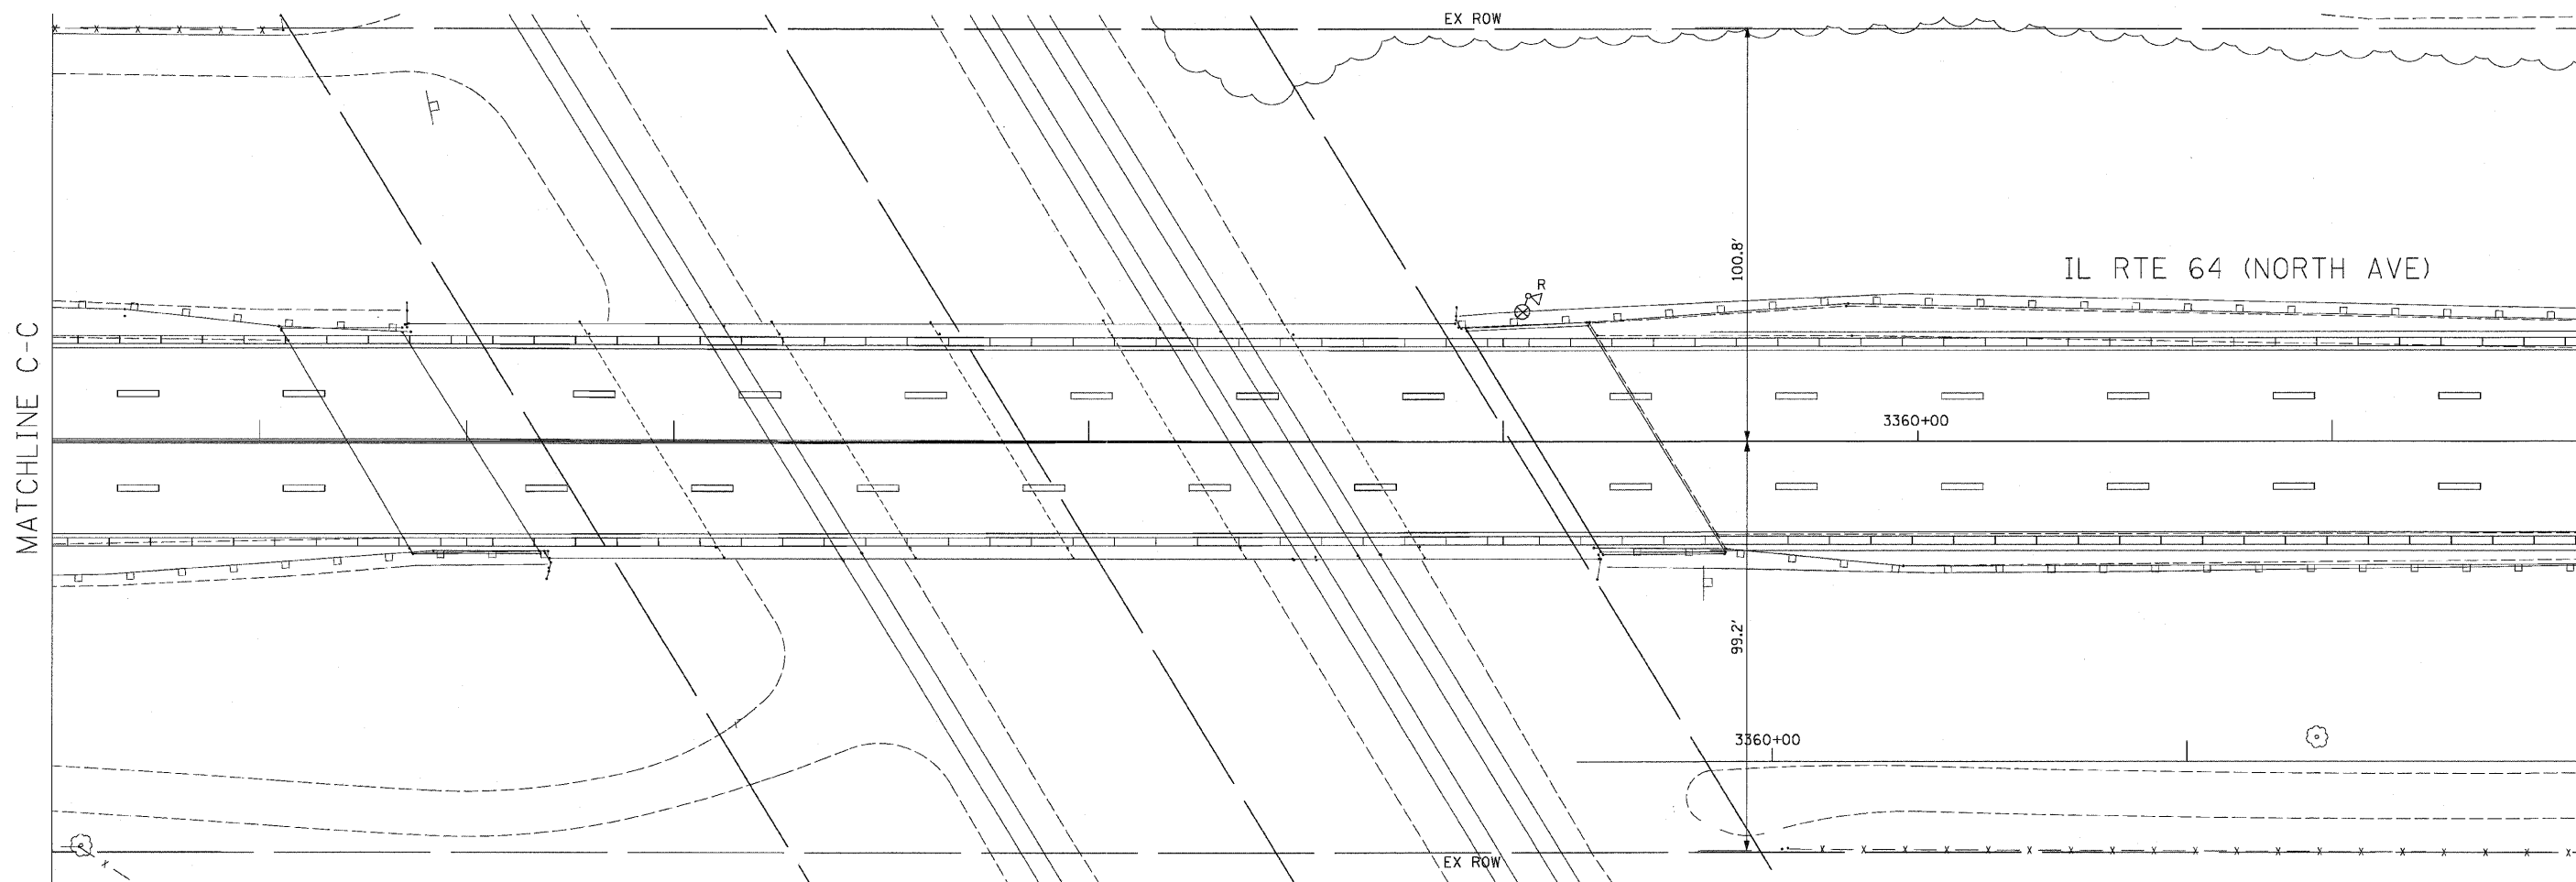 EX ROW
R
100.8'
IL RTE 64 (NORTH AVE)
MATCHLINE C-C
3360+00
99.2'
3360+00
EX ROW